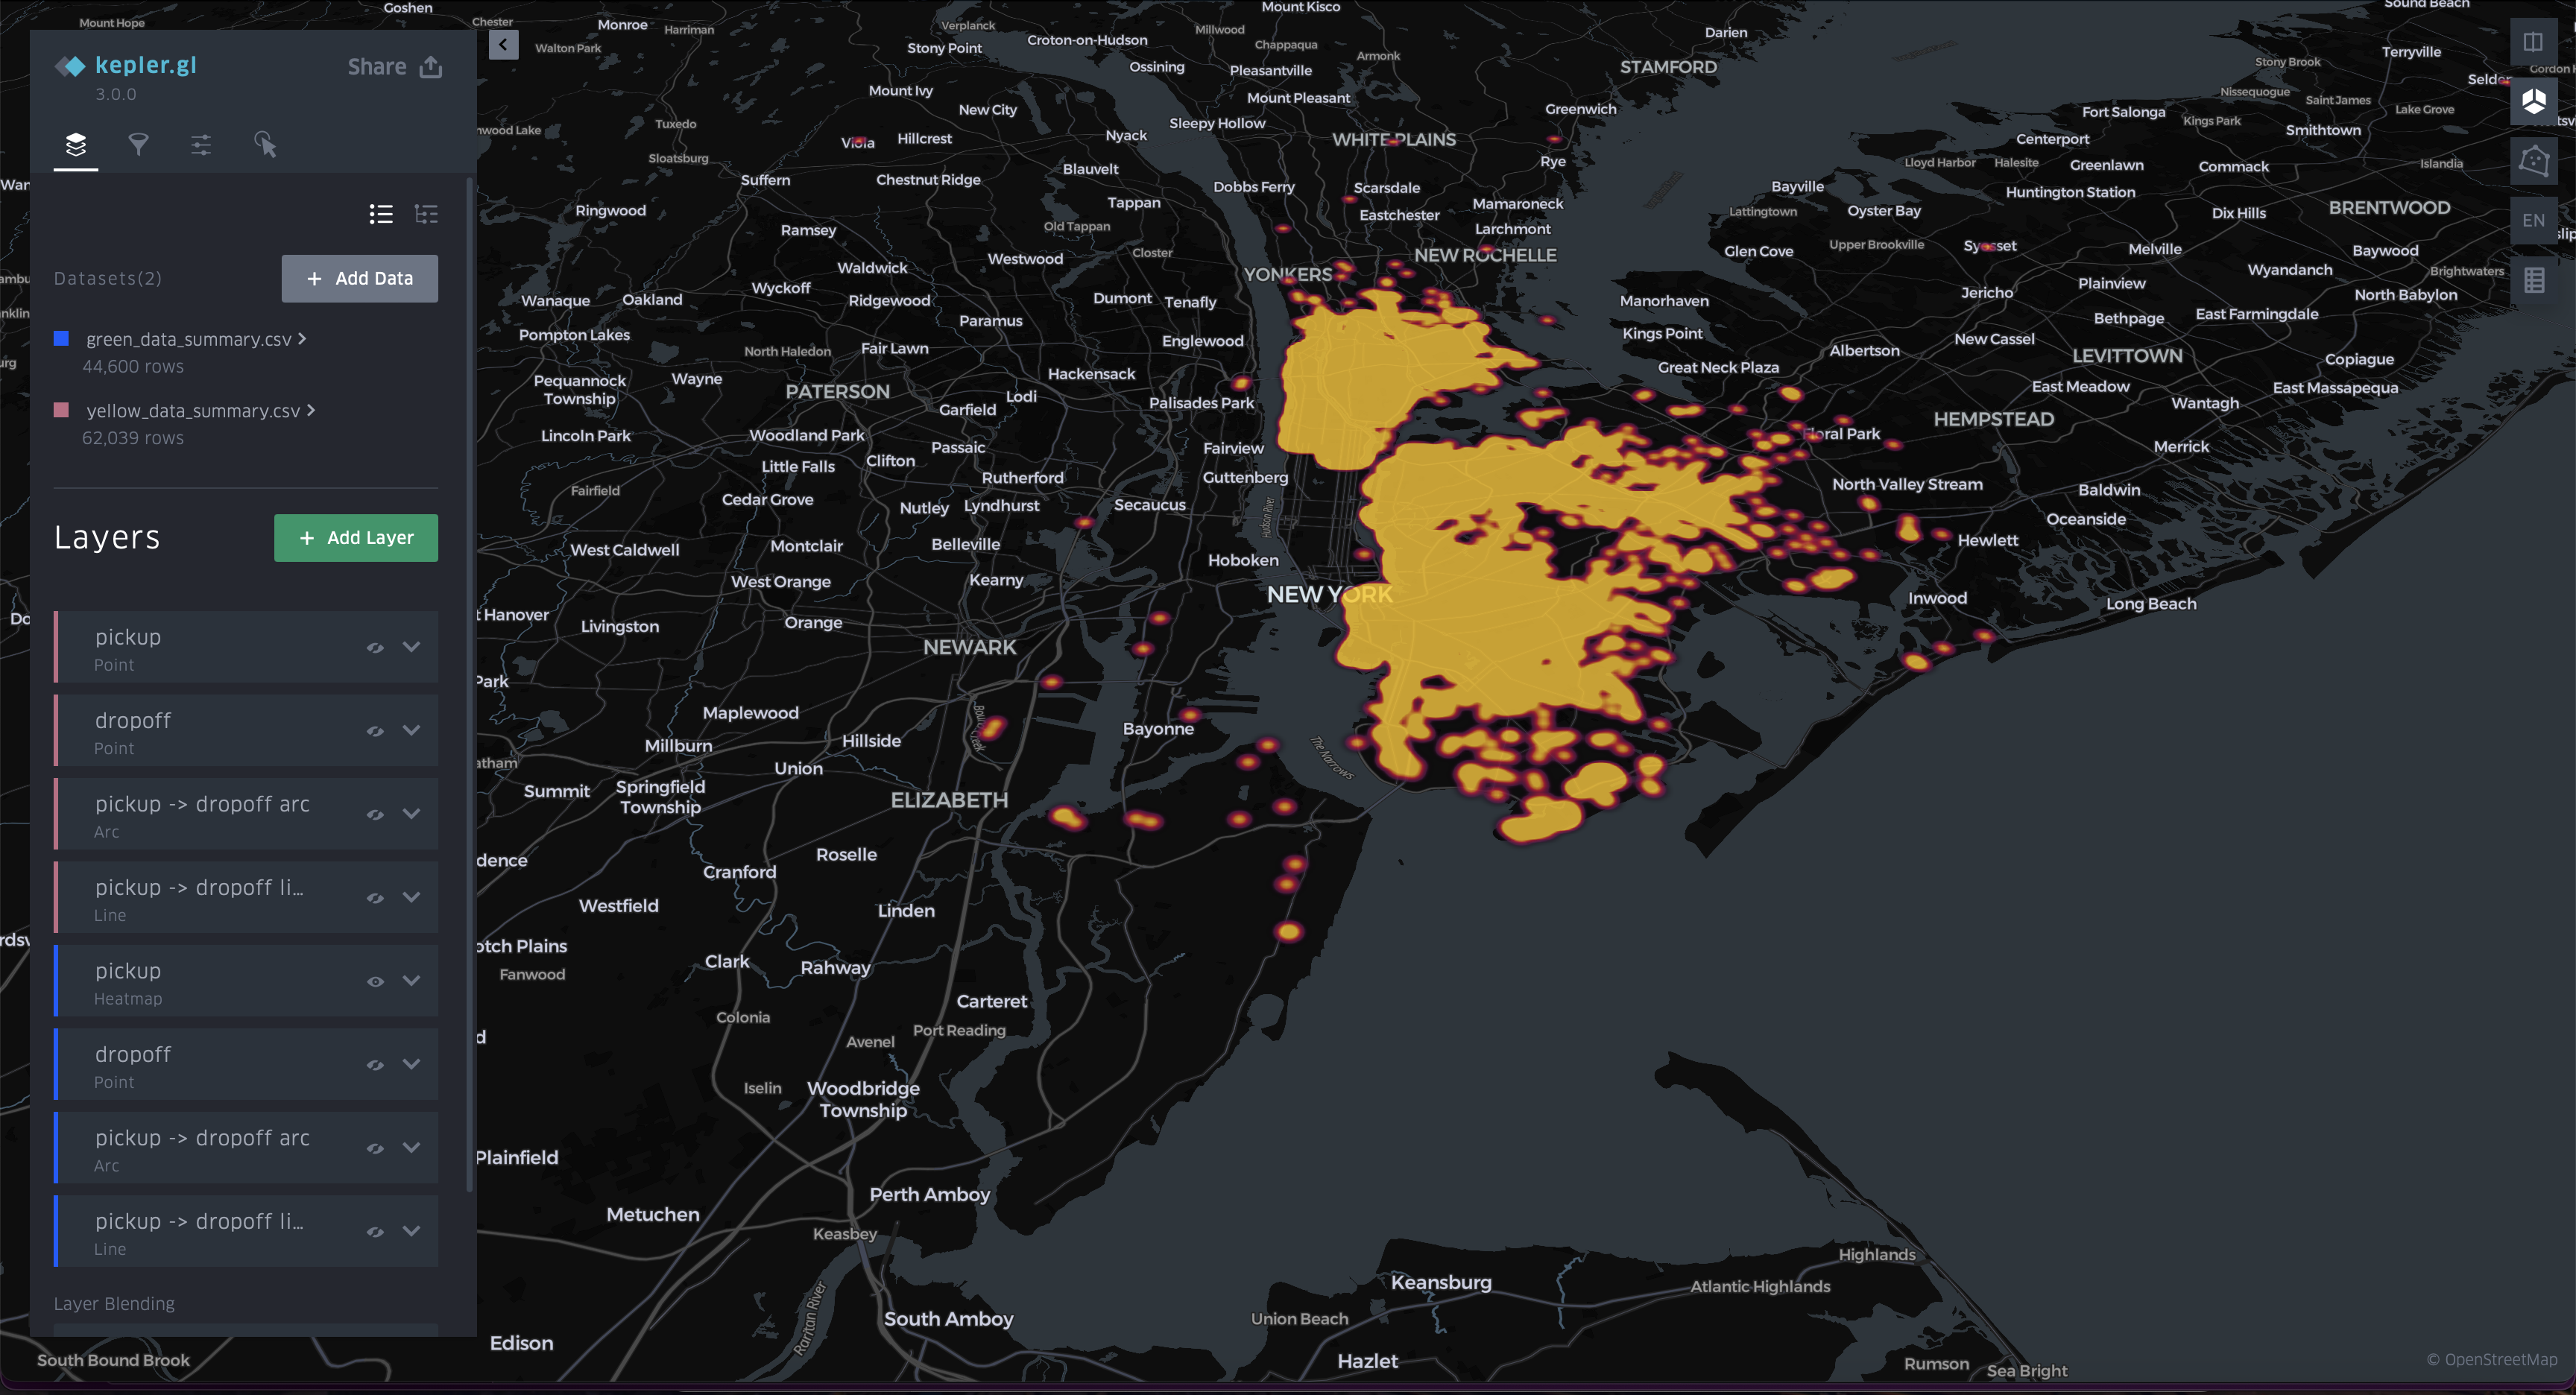 kepler.gl
3.0.0
Share
Datasets(2)
+ Add Data
green_data_summary.csv
44,600 rows
yellow_data_summary.csv
62,039 rows
Layers
+ Add Layer
pickup
Point
dropoff
Point
pickup -> dropoff arc
Arc
pickup -> dropoff li...
Line
pickup
Heatmap
dropoff
Point
pickup -> dropoff arc
Arc
pickup -> dropoff li...
Line
Layer Blending
EN
Goshen
Mount Hope
Chester
Monroe
Harriman
Walton Park
Verplanck
Stony Point
Croton-on-Hudson
Mount Kisco
Millwood
Chappaqua
Armonk
Ossining
Pleasantville
Darien
STAMFORD
Sound Beach
Terryville
Stony Brook
Mount Ivy
New City
Mount Pleasant
Greenwich
Nissequogue
Saint James
Lake Grove
Fort Salonga
Kings Park
Smithtown
nwood Lake
Tuxedo
Hillcrest
Nyack
Sleepy Hollow
WHITE PLAINS
Centerport
Sloatsburg
Suffern
Chestnut Ridge
Blauvelt
Rye
Lloyd Harbor
Halesite
Greenlawn
Commack
Islandia
Dobbs Ferry
Scarsdale
Bayville
Huntington Station
Ringwood
Tappan
Eastchester
Mamaroneck
Lattingtown
Oyster Bay
Dix Hills
BRENTWOOD
Ramsey
Old Tappan
Larchmont
Closter
NEW ROCHELLE
Glen Cove
Upper Brookville
Syosset
Melville
Baywood
Waldwick
Westwood
YONKERS
Wyandanch
Brightwaters
Wyckoff
Plainview
Wanaque
Oakland
Ridgewood
Dumont
Tenafly
Manorhaven
Jericho
North Babylon
Paramus
Bethpage
East Farmingdale
Pompton Lakes
Kings Point
New Cassel
North Haledon
Fair Lawn
Englewood
Albertson
LEVITTOWN
Copiague
Pequannock
Township
Wayne
PATERSON
Hackensack
Great Neck Plaza
East Meadow
East Massapequa
Lodi
Garfield
Palisades Park
Wantagh
HEMPSTEAD
Lincoln Park
Woodland Park
Passaic
Fairview
Floral Park
Merrick
Little Falls
Clifton
Rutherford
Guttenberg
Fairfield
Cedar Grove
Nutley
Lyndhurst
Secaucus
Hudson River
North Valley Stream
Baldwin
Oceanside
West Caldwell
Montclair
Belleville
Hoboken
Hewlett
West Orange
Kearny
NEW YORK
Inwood
Long Beach
t Hanover
Livingston
Orange
NEWARK
Park
Maplewood
Bayonne
Millburn
Hillside
The Narrows
atham
Union
Summit
Springfield
Township
ELIZABETH
dence
Roselle
Cranford
Westfield
Linden
otch Plains
Fanwood
Clark
Rahway
Carteret
Colonia
Port Reading
Avenel
Iselin
Woodbridge
Township
Plainfield
Perth Amboy
Metuchen
Keasbey
Highlands
Keansburg
Atlantic Highlands
Raritan River
South Amboy
Union Beach
Edison
Hazlet
South Bound Brook
Rumson
Sea Bright
© OpenStreetMap